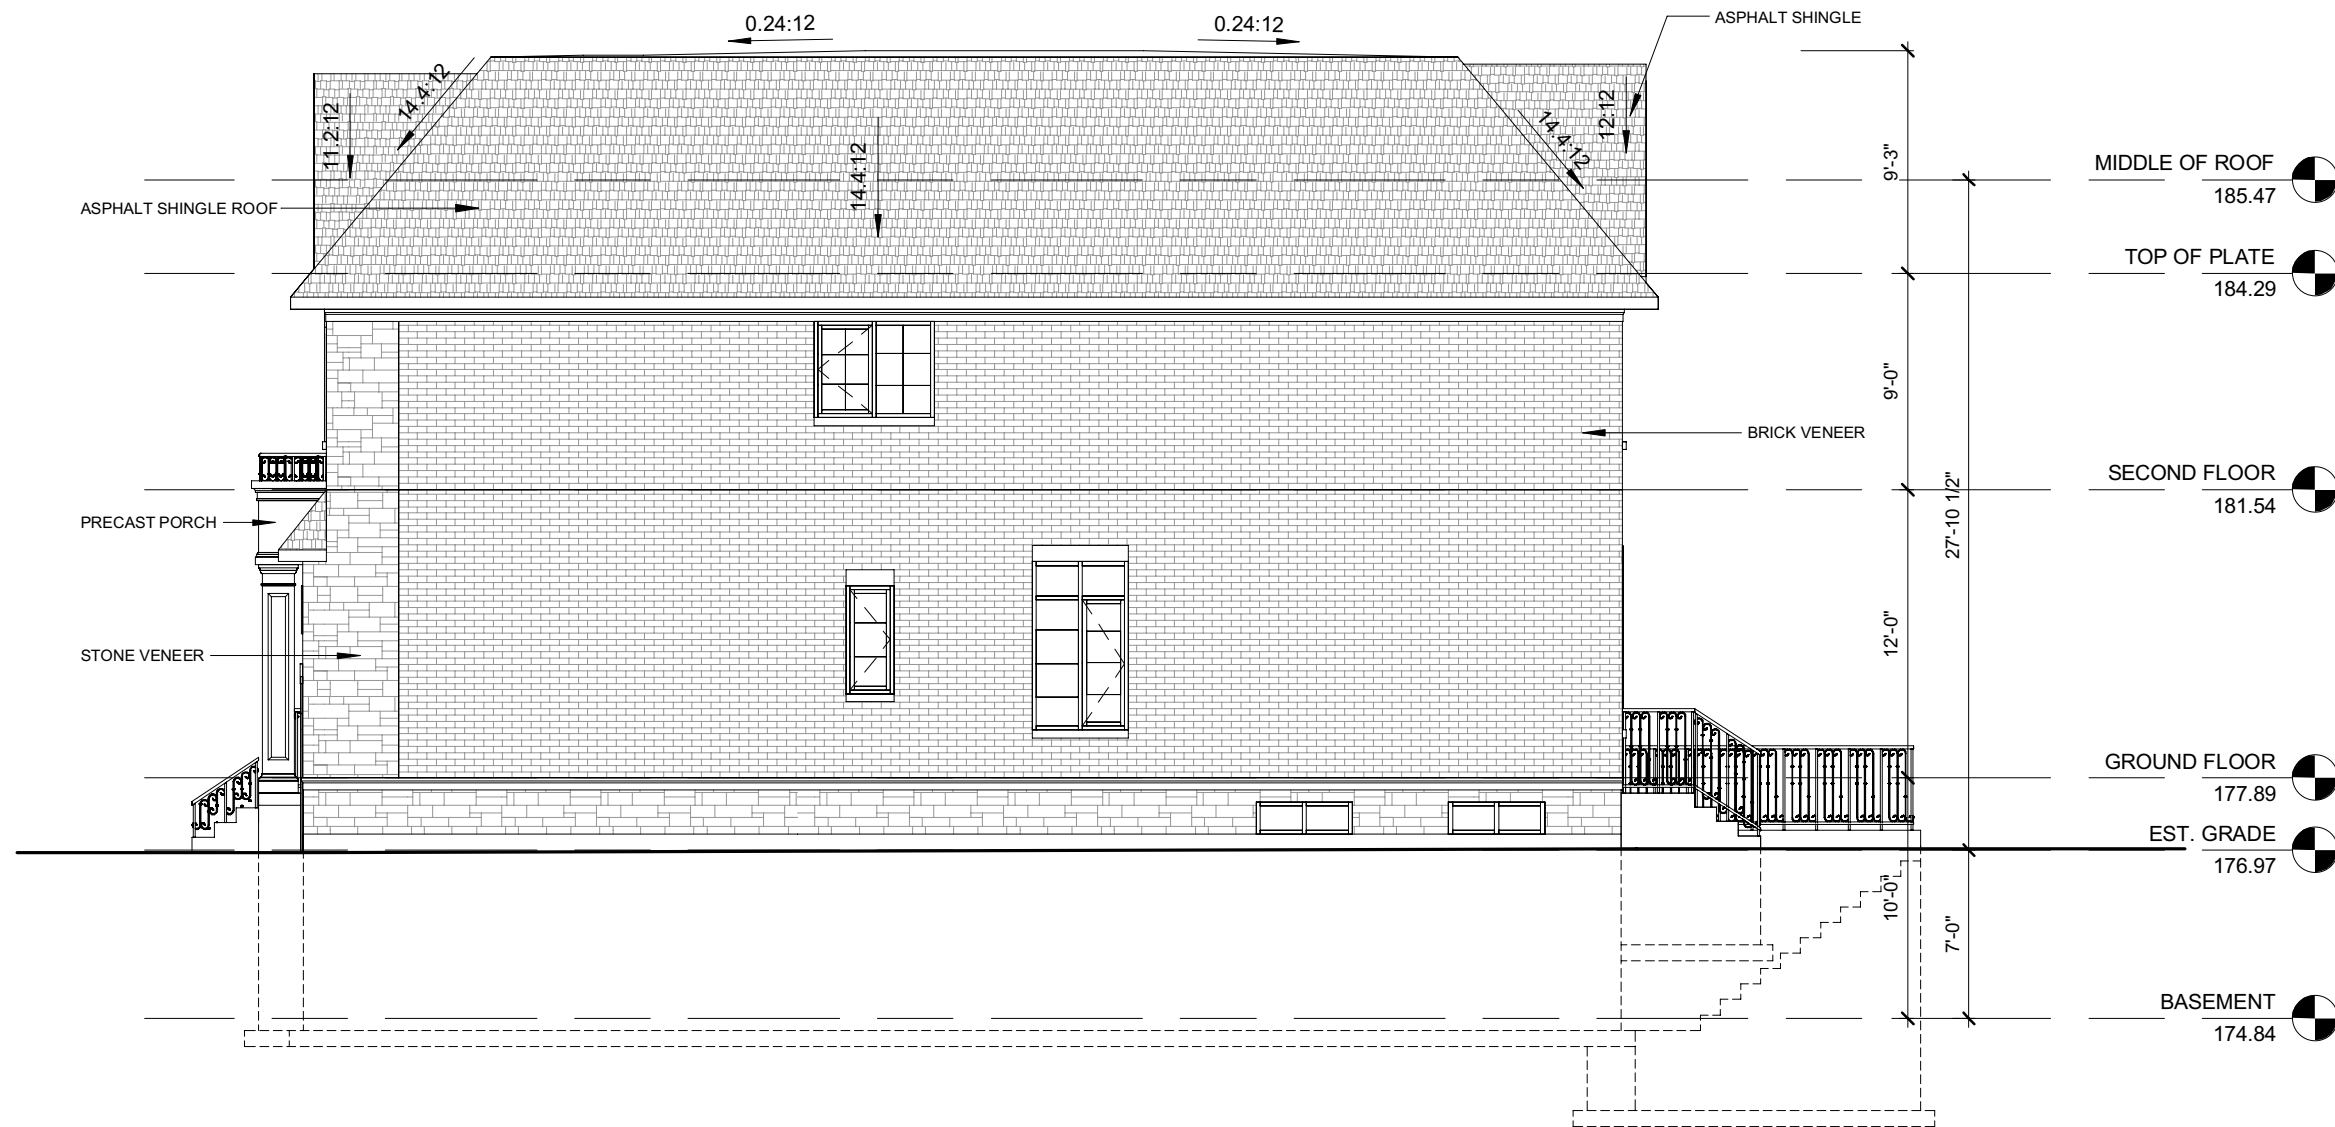 0.24:12
0.24:12
ASPHALT SHINGLE
14.4:12
11.2:12
12:12
14.4:12
14.4:12
9'-3"
MIDDLE OF ROOF
185.47
ASPHALT SHINGLE ROOF
TOP OF PLATE
184.29
9'-0"
BRICK VENEER
SECOND FLOOR
181.54
PRECAST PORCH
27'-10 1/2"
12'-0"
STONE VENEER
GROUND FLOOR
177.89
EST. GRADE
176.97
10'-0"
7'-0"
BASEMENT
174.84